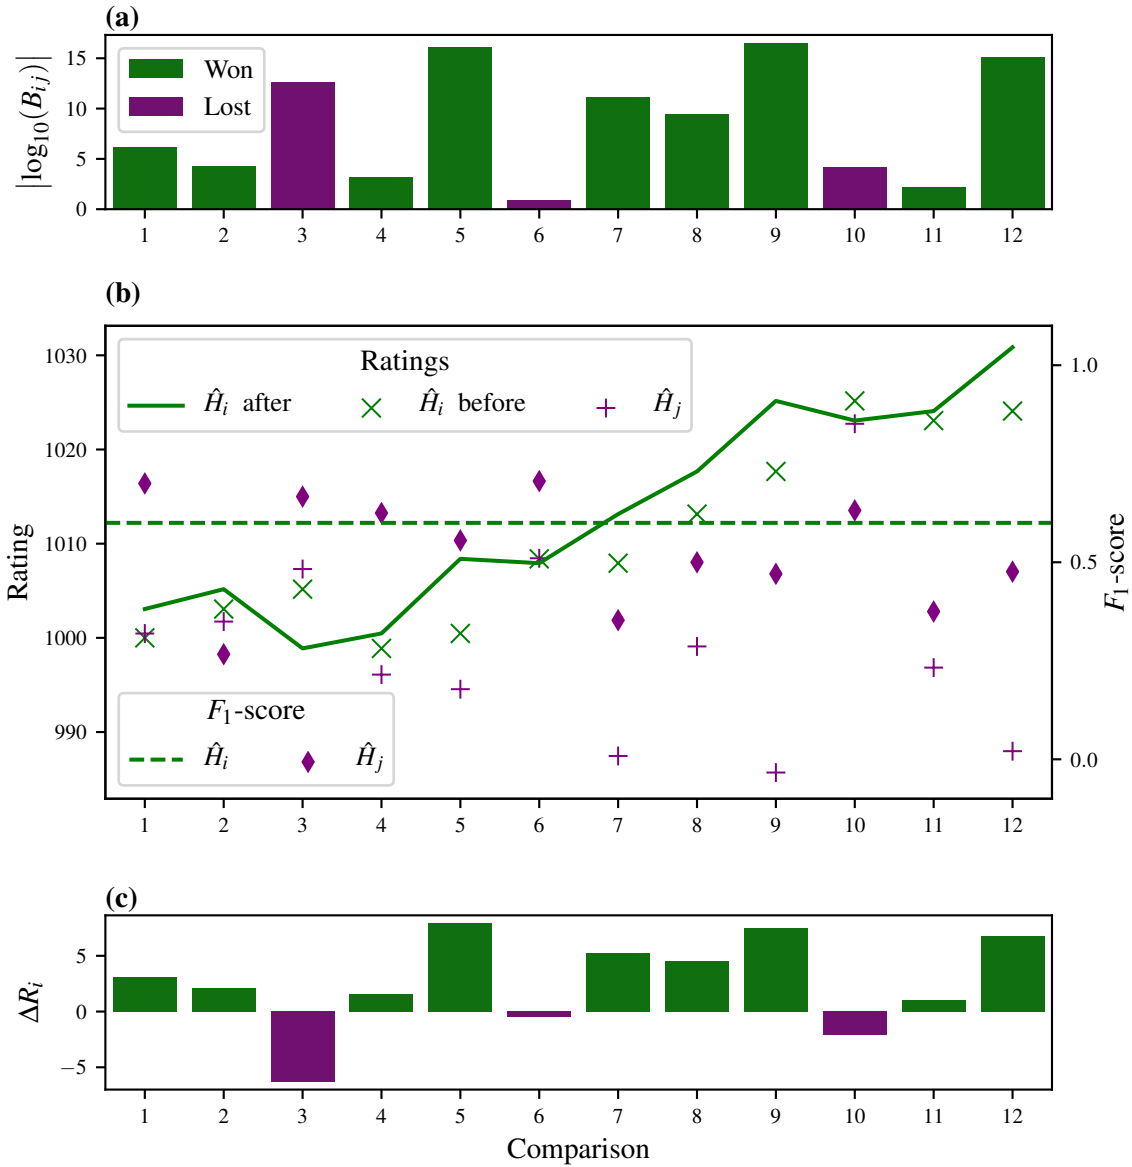 (a)
|log10(Bij)|
15
10
5
0
Won
Lost
1 2 3 4 5 6 7 8 9 10 11 12
(b)
Rating
1030
1020
1010
1000
990
Ratings
Ĥi after Ĥi before Ĥj
F1-score
Ĥi Ĥj
1.0
0.5
0.0
F1-score
1 2 3 4 5 6 7 8 9 10 11 12
(c)
ΔRi
5
0
−5
1 2 3 4 5 6 7 8 9 10 11 12
Comparison